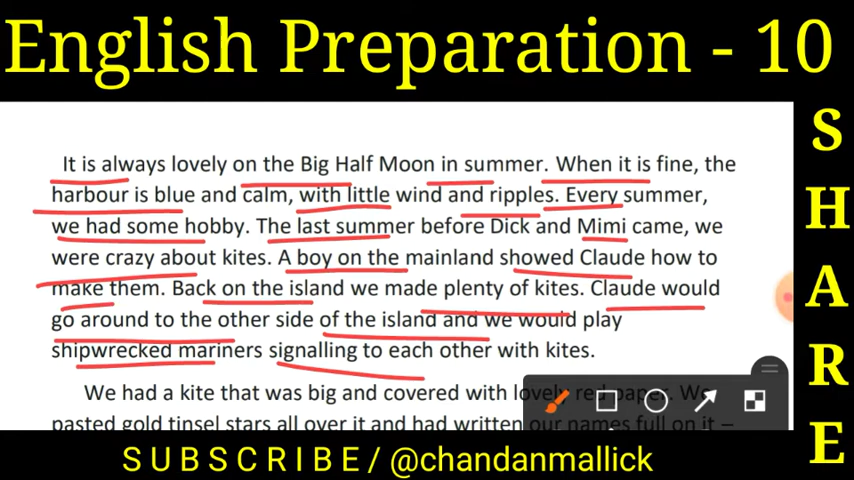 English Preparation - 10
It is always lovely on the Big Half Moon in summer. When it is fine, the
harbour is blue and calm, with little wind and ripples. Every summer,
we had some hobby. The last summer before Dick and Mimi came, we
were crazy about kites. A boy on the mainland showed Claude how to
make them. Back on the island we made plenty of kites. Claude would
go around to the other side of the island and we would play
shipwrecked mariners signalling to each other with kites.
We had a kite that was big and covered with lovely red paper. We
pasted gold tinsel stars all over it and had written our names full on it –
SHARE
SUBSCRIBE/ @chandanmallick